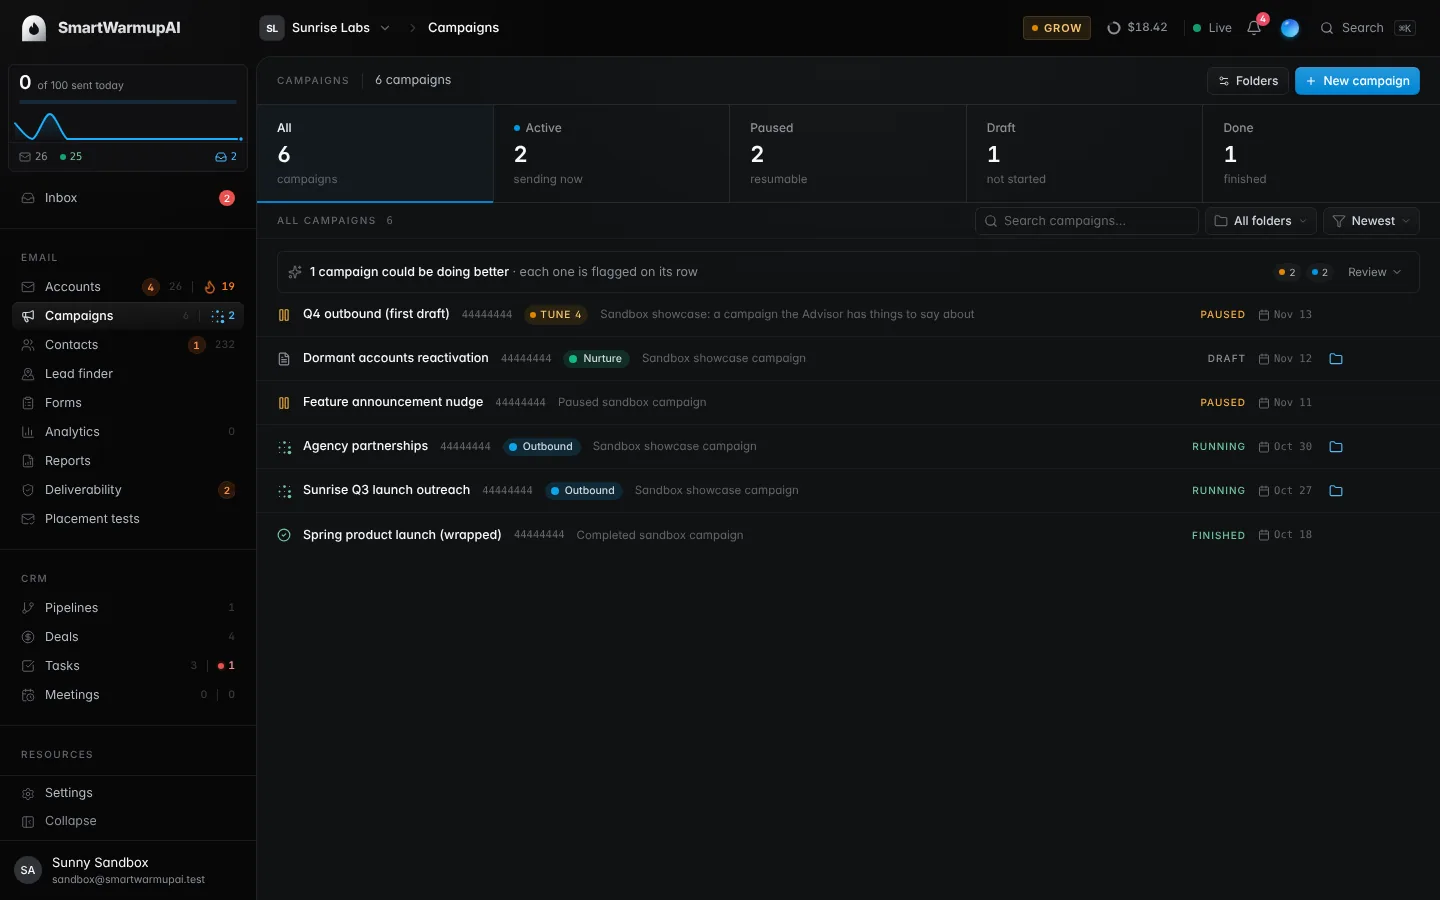 SmartWarmupAI
SL Sunrise Labs Campaigns
GROW $18.42 Live 4 Search ⌘K
0 of 100 sent today
26 25 2
Inbox 2
EMAIL
Accounts 4 26 19
Campaigns 6 2
Contacts 1 232
Lead finder
Forms
Analytics 0
Reports
Deliverability 2
Placement tests
CRM
Pipelines 1
Deals 4
Tasks 3 1
Meetings 0 0
RESOURCES
Settings
Collapse
SA Sunny Sandbox
sandbox@smartwarmupai.test
CAMPAIGNS 6 campaigns Folders + New campaign
All 6 campaigns
Active 2 sending now
Paused 2 resumable
Draft 1 not started
Done 1 finished
ALL CAMPAIGNS 6 Search campaigns... All folders Newest
1 campaign could be doing better · each one is flagged on its row 2 2 Review
Q4 outbound (first draft) 44444444 TUNE 4 Sandbox showcase: a campaign the Advisor has things to say about PAUSED Nov 13
Dormant accounts reactivation 44444444 Nurture Sandbox showcase campaign DRAFT Nov 12
Feature announcement nudge 44444444 Paused sandbox campaign PAUSED Nov 11
Agency partnerships 44444444 Outbound Sandbox showcase campaign RUNNING Oct 30
Sunrise Q3 launch outreach 44444444 Outbound Sandbox showcase campaign RUNNING Oct 27
Spring product launch (wrapped) 44444444 Completed sandbox campaign FINISHED Oct 18